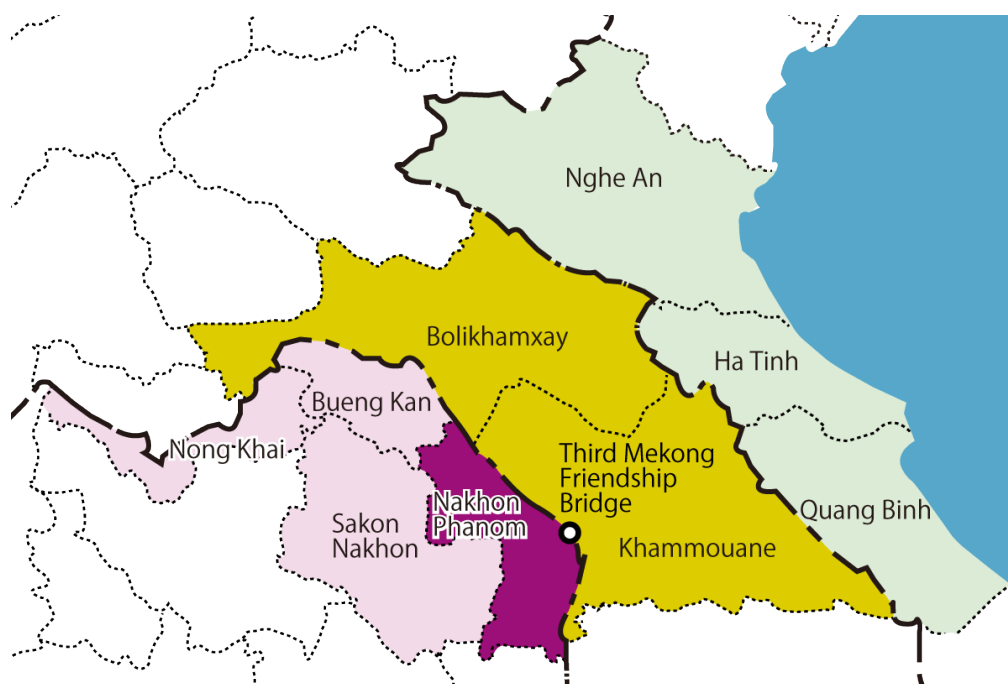 Nghe An
Bolikhamxay
Ha Tinh
Bueng Kan
Nong Khai
Third Mekong
Friendship
Bridge
Nakhon
Phanom
Quang Binh
Sakon
Nakhon
Khammouane